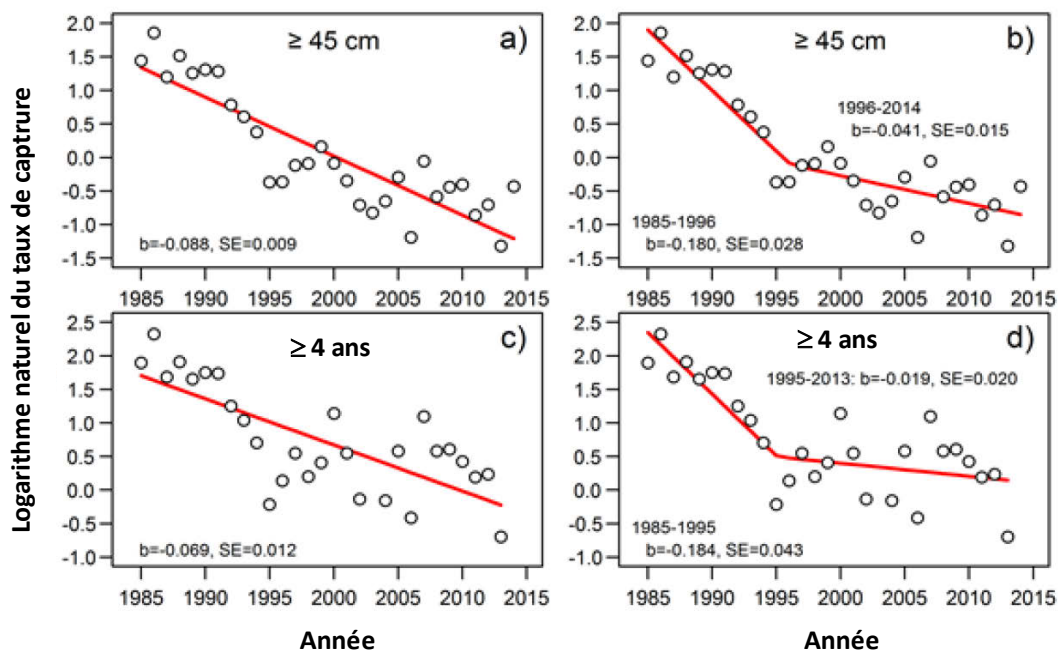 Logarithme naturel du taux de captrure
2.0
1.5
1.0
0.5
0.0
-0.5
-1.0
-1.5
≥ 45 cm
a)
b=-0.088, SE=0.009
1985 1990 1995 2000 2005 2010 2015
2.0
1.5
1.0
0.5
0.0
-0.5
-1.0
-1.5
≥ 45 cm
b)
1996-2014
b=-0.041, SE=0.015
1985-1996
b=-0.180, SE=0.028
1985 1990 1995 2000 2005 2010 2015
2.5
2.0
1.5
1.0
0.5
0.0
-0.5
-1.0
≥ 4 ans
c)
b=-0.069, SE=0.012
1985 1990 1995 2000 2005 2010 2015
Année
2.5
2.0
1.5
1.0
0.5
0.0
-0.5
-1.0
≥ 4 ans
d)
1995-2013: b=-0.019, SE=0.020
1985-1995
b=-0.184, SE=0.043
1985 1990 1995 2000 2005 2010 2015
Année